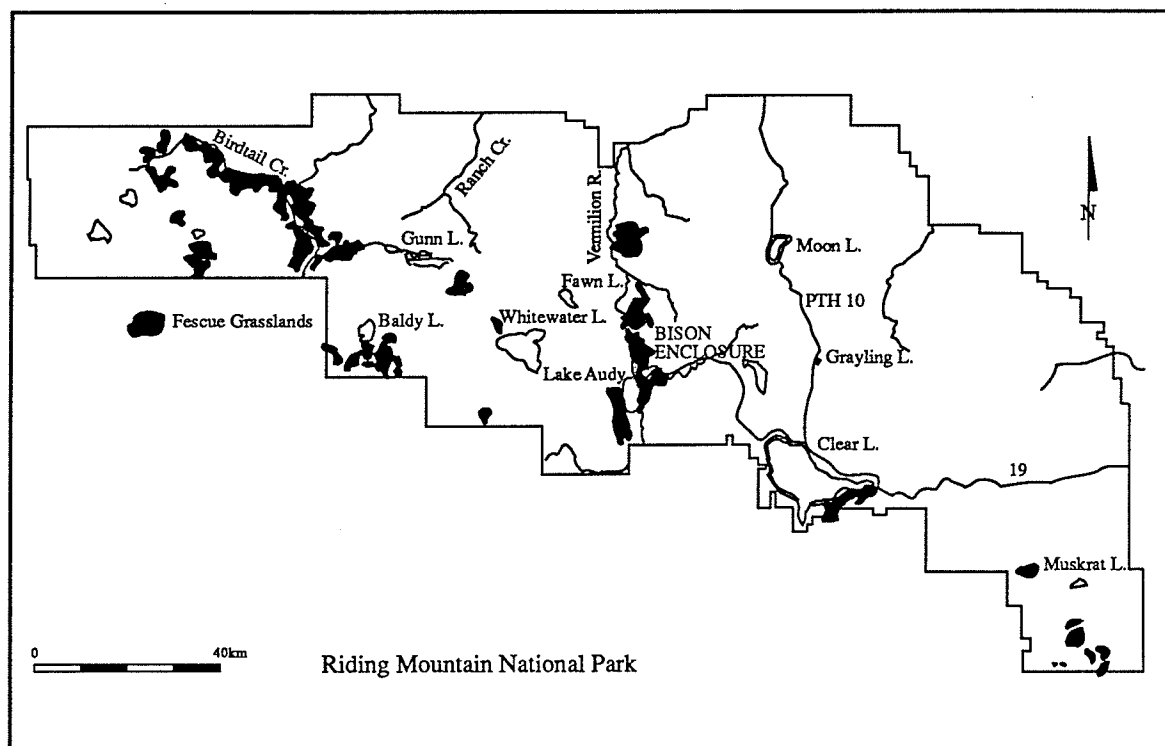 Birdtail Cr.
Ranch Cr.
Vermilion R.
N
Gunn L.
Moon L.
Fawn L.
PTH 10
Fescue Grasslands
Baldy L.
Whitewater L.
BISON
ENCLOSURE
Grayling L.
Lake Audy
Clear L.
19
Muskrat L.
0
40km
Riding Mountain National Park